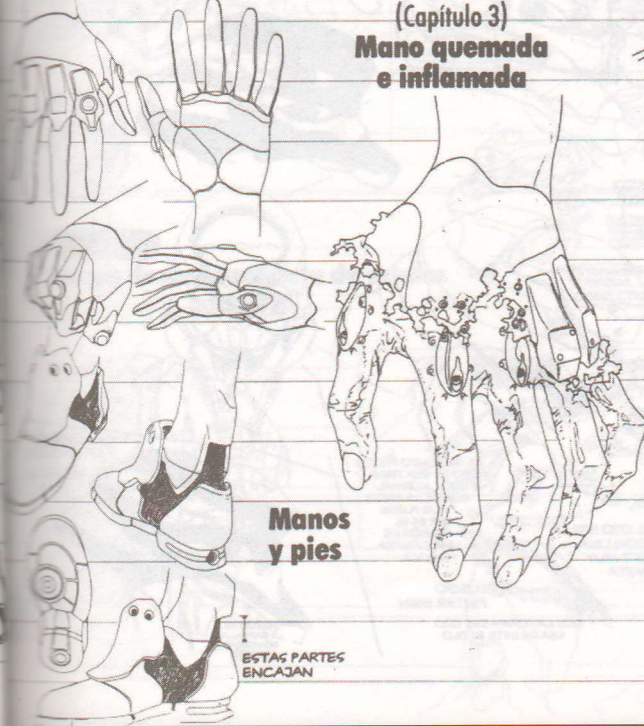 (Capítulo 3)
Mano quemada
e inflamada
Manos
y pies
ESTAS PARTES
ENCAJAN